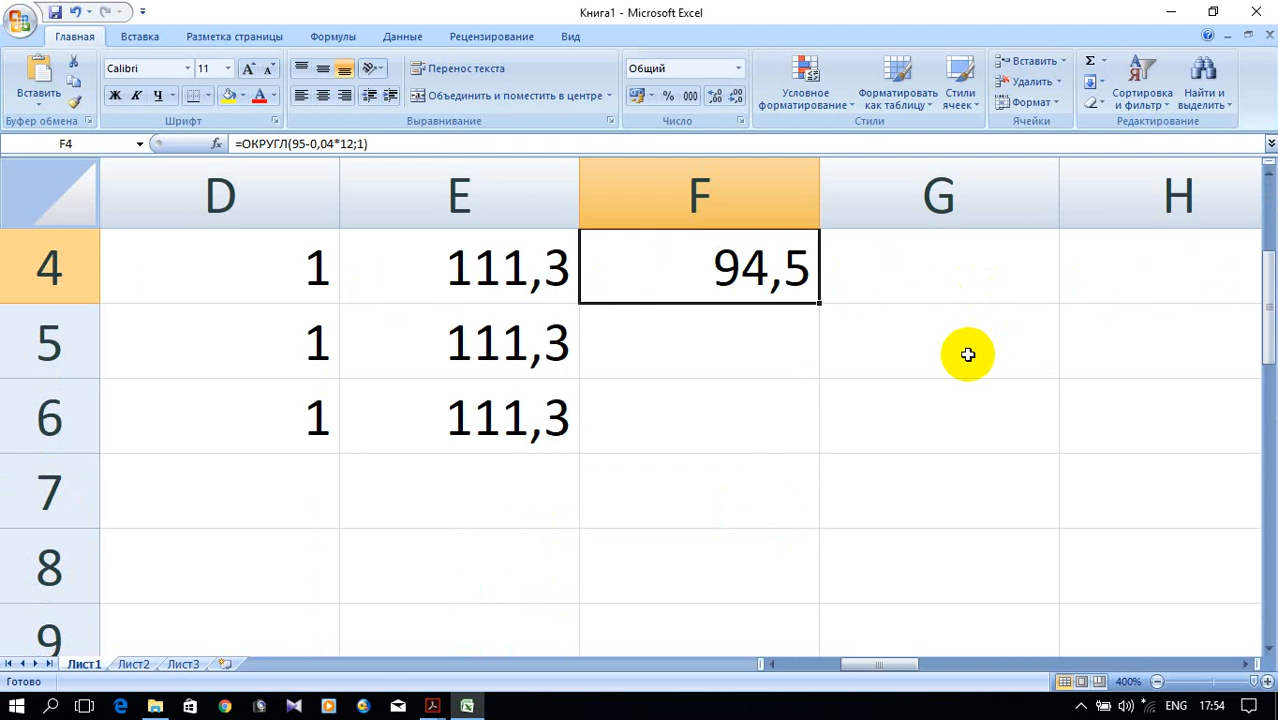 Книга1 - Microsoft Excel
Главная Вставка Разметка страницы Формулы Данные Рецензирование Вид
Вставить
Буфер обмена
Calibri 11
Ж К Ч
Шрифт
Перенос текста
Объединить и поместить в центре
Выравнивание
Общий
% 000
Число
Условное форматирование
Форматировать как таблицу
Стили ячеек
Стили
Вставить
Удалить
Формат
Ячейки
Σ
Сортировка и фильтр
Найти и выделить
Редактирование
F4 fx =ОКРУГЛ(95-0,04*12;1)
D E F G H
4 1 111,3 94,5
5 1 111,3
6 1 111,3
7
8
9
Лист1 Лист2 Лист3
Готово 400%
ENG 17:54